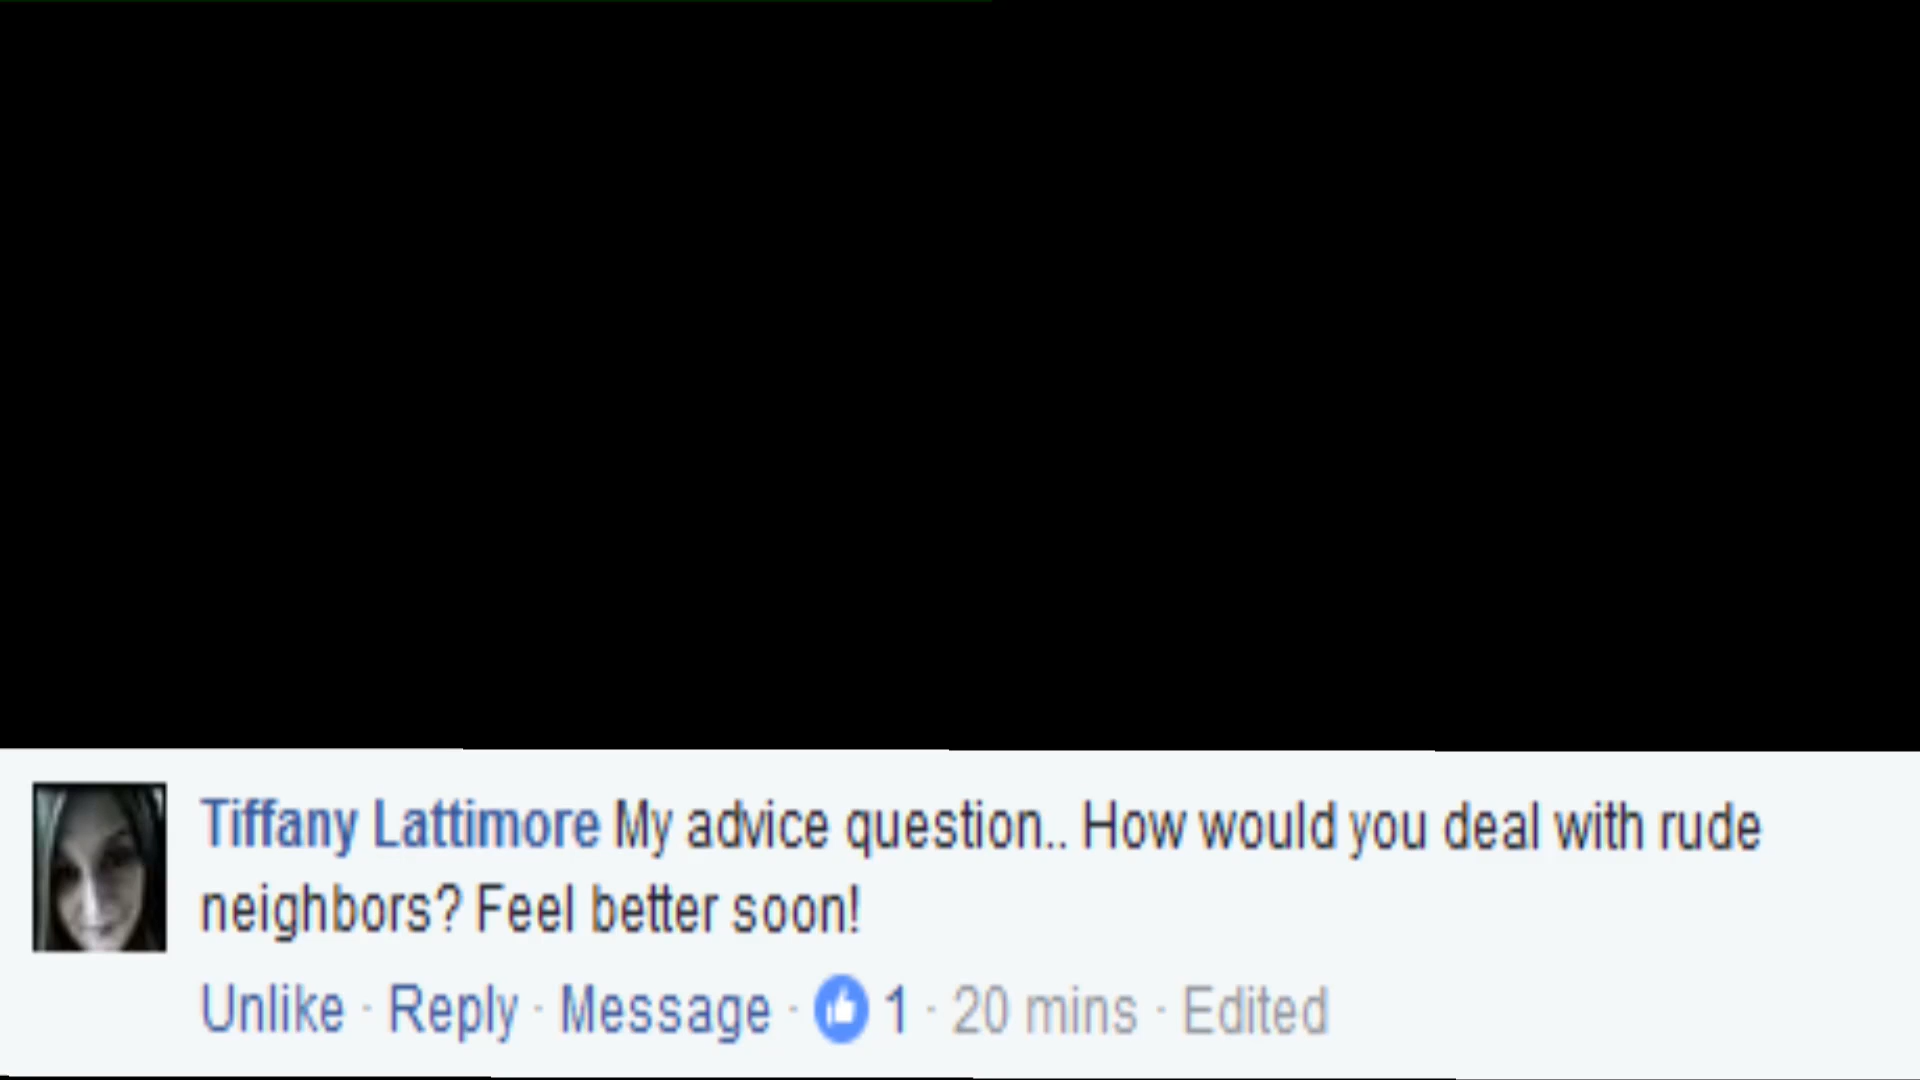 Tiffany Lattimore My advice question.. How would you deal with rude
neighbors? Feel better soon!
Unlike · Reply · Message · 1 · 20 mins · Edited